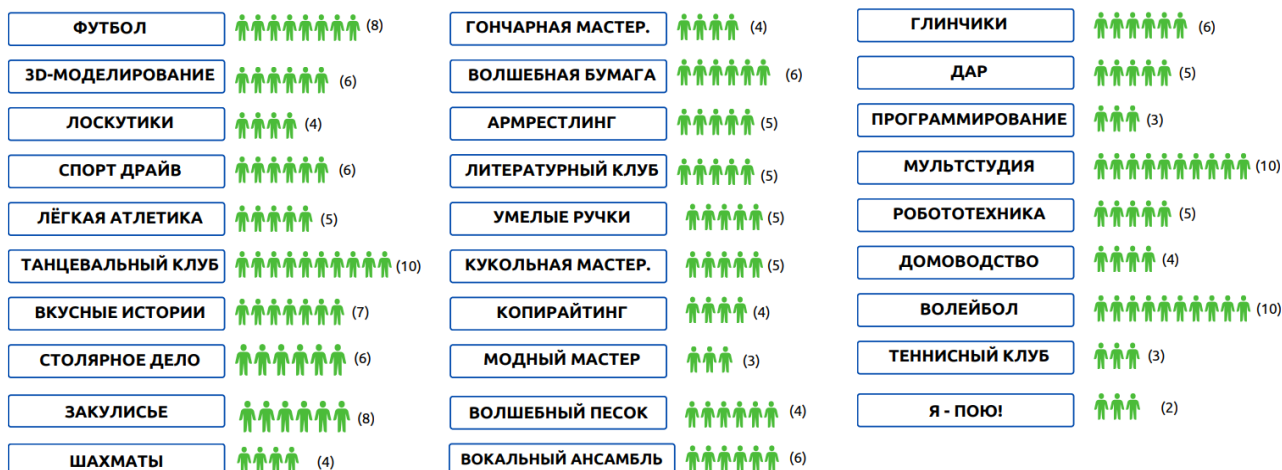 ФУТБОЛ (8)
3D-МОДЕЛИРОВАНИЕ (6)
ЛОСКУТИКИ (4)
СПОРТ ДРАЙВ (6)
ЛЁГКАЯ АТЛЕТИКА (5)
ТАНЦЕВАЛЬНЫЙ КЛУБ (10)
ВКУСНЫЕ ИСТОРИИ (7)
СТОЛЯРНОЕ ДЕЛО (6)
ЗАКУЛИСЬЕ (8)
ШАХМАТЫ (4)
ГОНЧАРНАЯ МАСТЕР. (4)
ВОЛШЕБНАЯ БУМАГА (6)
АРМРЕСТЛИНГ (5)
ЛИТЕРАТУРНЫЙ КЛУБ (5)
УМЕЛЫЕ РУЧКИ (5)
КУКОЛЬНАЯ МАСТЕР. (5)
КОПИРАЙТИНГ (4)
МОДНЫЙ МАСТЕР (3)
ВОЛШЕБНЫЙ ПЕСОК (4)
ВОКАЛЬНЫЙ АНСАМБЛЬ (6)
ГЛИНЧИКИ (6)
ДАР (5)
ПРОГРАММИРОВАНИЕ (3)
МУЛЬТСТУДИЯ (10)
РОБОТОТЕХНИКА (5)
ДОМОВОДСТВО (4)
ВОЛЕЙБОЛ (10)
ТЕННИСНЫЙ КЛУБ (3)
Я - ПОЮ! (2)